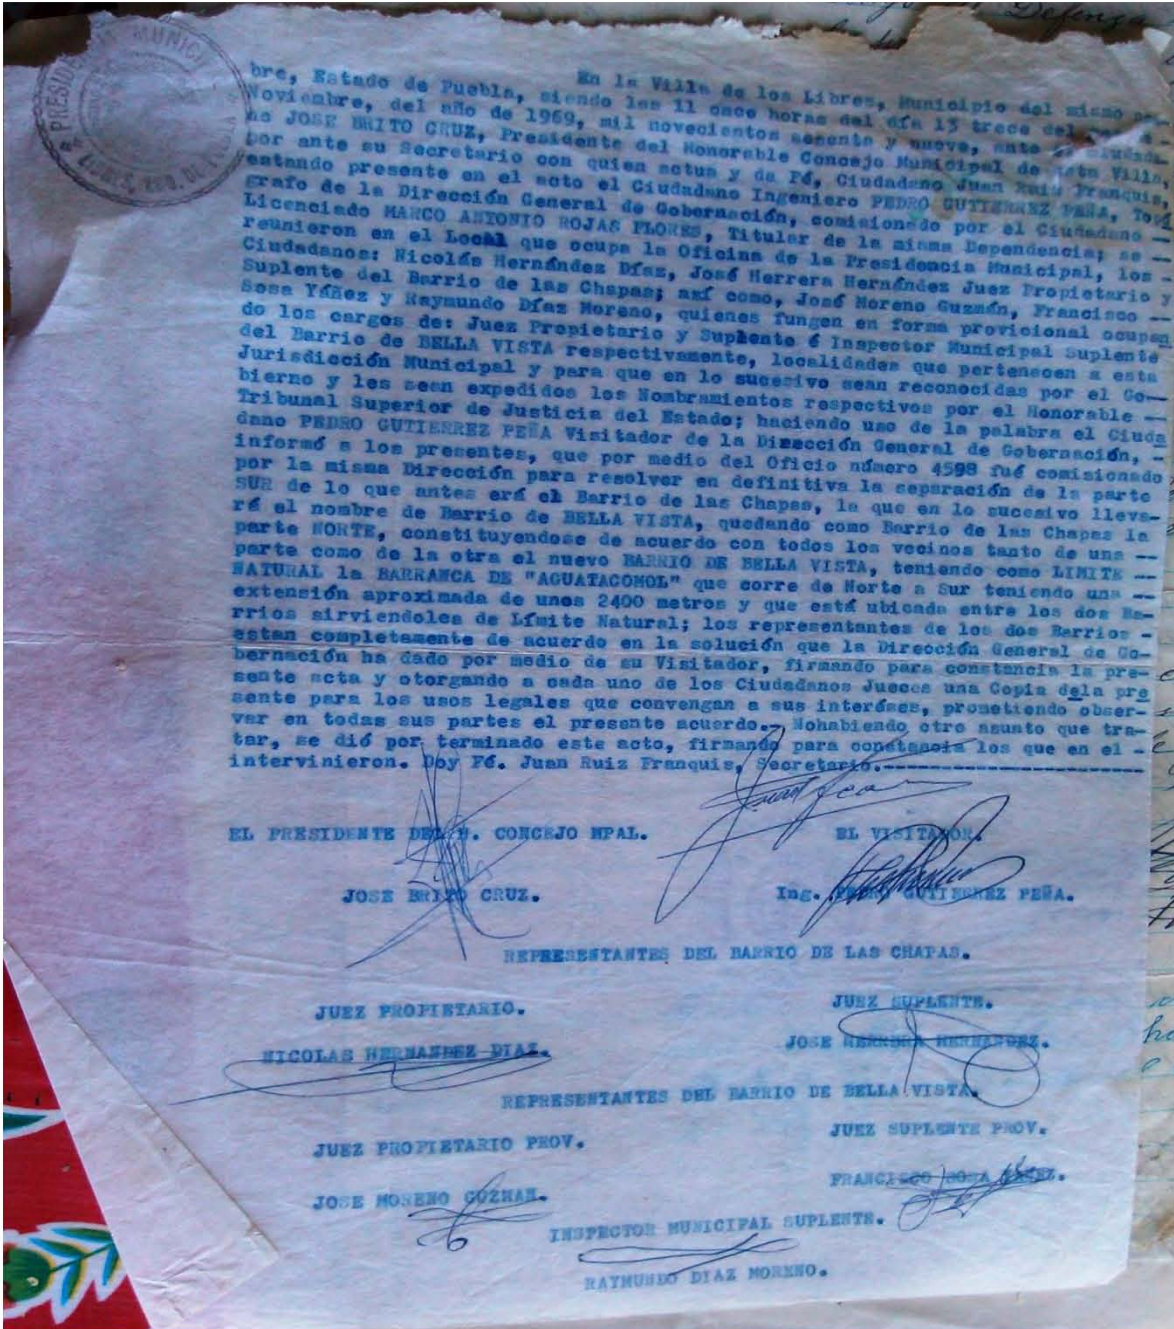 PRESIDE MUNICI
LIBRES,
Defensa
En la Villa de los Libres, Municipio del mismo
bre, Estado de Puebla, siendo las 11 once horas del día 13 trece del
Noviembre, del año de 1969, mil novecientos sesenta y nueve, ante
no JOSE BRITO CRUZ, Presidente del Honorable Concejo Municipal de esta Villa,
por ante su Secretario con quien actua y da Fé, Ciudadano Juan Ruiz Franquis,
estando presente en el acto el Ciudadano Ingeniero PEDRO GUTIERREZ PEÑA, Topó
grafo de la Dirección General de Gobernación, comisionado por el Ciudadano —
Licenciado MARCO ANTONIO ROJAS FLORES, Titular de la misma Dependencia; se —
reunieron en el Local que ocupa la Oficina de la Presidencia Municipal, los
Ciudadanos: Nicolás Hernández Díaz, José Herrera Hernández Juez Propietario y
Suplente del Barrio de las Chapas; así como, José Moreno Guzmán, Francisco —
Sosa Yáñez y Raymundo Díaz Moreno, quienes fungen en forma provicional ocupan
do los cargos de: Juez Propietario y Suplente é Inspector Municipal Suplente
del Barrio de BELLA VISTA respectivamente, localidades que pertenecen a esta
Jurisdicción Municipal y para que en lo sucesivo sean reconocidas por el Go—
bierno y les sean expedidos los Nombramientos respectivos por el Honorable —
Tribunal Superior de Justicia del Estado; haciendo uso de la palabra el Ciuda
dano PEDRO GUTIERREZ PEÑA Visitador de la Dirección General de Gobernación, —
informó a los presentes, que por medio del Oficio número 4598 fué comisionado
por la misma Dirección para resolver en definitiva la separación de la parte
SUR de lo que antes erá el Barrio de las Chapas, la que en lo sucesivo lleva—
rá el nombre de Barrio de BELLA VISTA, quedando como Barrio de las Chapas la
parte NORTE, constituyendose de acuerdo con todos los vecinos tanto de una —
parte como de la otra el nuevo BARRIO DE BELLA VISTA, teniendo como LIMITE —
NATURAL la BARRANCA DE "AGUATACOMOL" que corre de Norte a Sur teniendo una —
extensión aproximada de unos 2400 metros y que está ubicada entre los dos Ba—
rrios sirviendoles de Límite Natural; los representantes de los dos Barrios —
estan completamente de acuerdo en la solución que la Dirección General de Go—
bernación ha dado por medio de su Visitador, firmando para constancia la pre—
sente acta y otorgando a cada uno de los Ciudadanos Jueces una Copia dela pre
sente para los usos legales que convengan a sus interéses, prometiendo obser—
var en todas sus partes el presente acuerdo.— Nohabiendo otro asunto que tra—
tar, se dió por terminado este acto, firmando para constancia los que en el —
intervinieron. Doy Fé. Juan Ruiz Franquis, Secretario.——————————
EL PRESIDENTE DEL H. CONCEJO MPAL. EL VISITADOR.
JOSE BRITO CRUZ. Ing. PEDRO GUTIERREZ PEÑA.
REPRESENTANTES DEL BARRIO DE LAS CHAPAS.
JUEZ PROPIETARIO. JUEZ SUPLENTE.
NICOLAS HERNANDEZ DIAZ. JOSE HERRERA HERNANDEZ.
REPRESENTANTES DEL BARRIO DE BELLA VISTA.
JUEZ PROPIETARIO PROV. JUEZ SUPLENTE PROV.
JOSE MORENO GUZMAN. FRANCISCO SOSA YAÑEZ.
INSPECTOR MUNICIPAL SUPLENTE.
RAYMUNDO DIAZ MORENO.